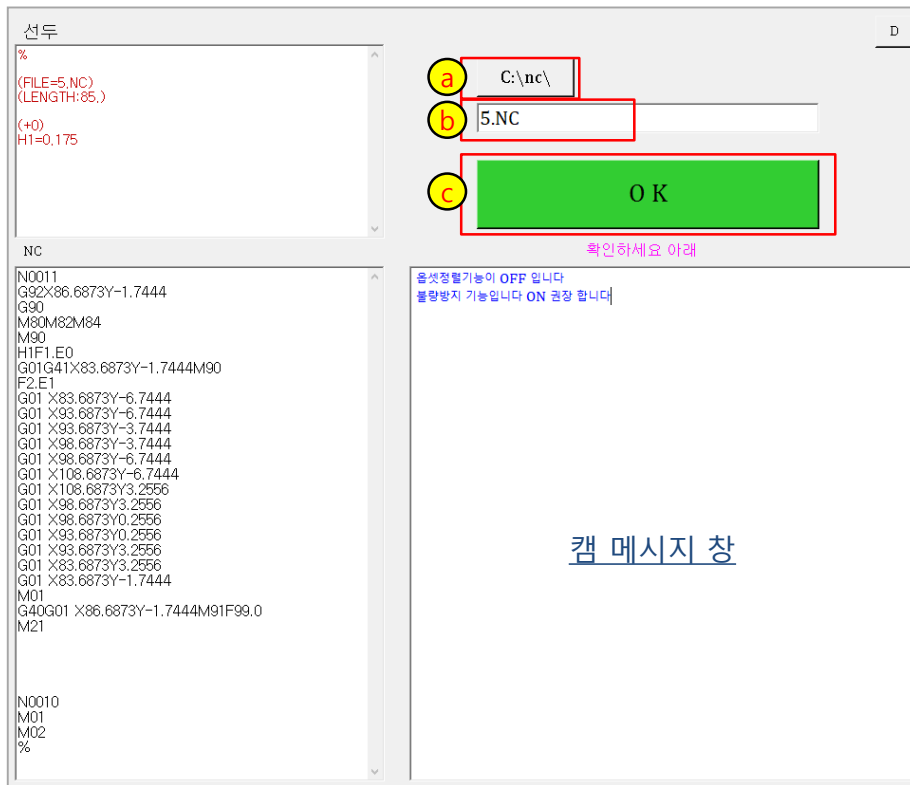 선두
D
%
(FILE=5.NC)
(LENGTH:85.)
(+0)
H1=0.175
a
C:\nc\
b
5.NC
c
O K
확인하세요 아래
NC
N0011
G92X86.6873Y-1.7444
G90
M80M82M84
M90
H1F1.E0
G01G41X83.6873Y-1.7444M90
F2.E1
G01 X83.6873Y-6.7444
G01 X93.6873Y-6.7444
G01 X93.6873Y-3.7444
G01 X98.6873Y-3.7444
G01 X98.6873Y-6.7444
G01 X108.6873Y-6.7444
G01 X108.6873Y3.2556
G01 X98.6873Y3.2556
G01 X98.6873Y0.2556
G01 X93.6873Y0.2556
G01 X93.6873Y3.2556
G01 X83.6873Y3.2556
G01 X83.6873Y-1.7444
M01
G40G01 X86.6873Y-1.7444M91F99.0
M21
N0010
M01
M02
%
옵셋정렬기능이 OFF 입니다
불량방지 기능입니다 ON 권장 합니다
캠 메시지 창